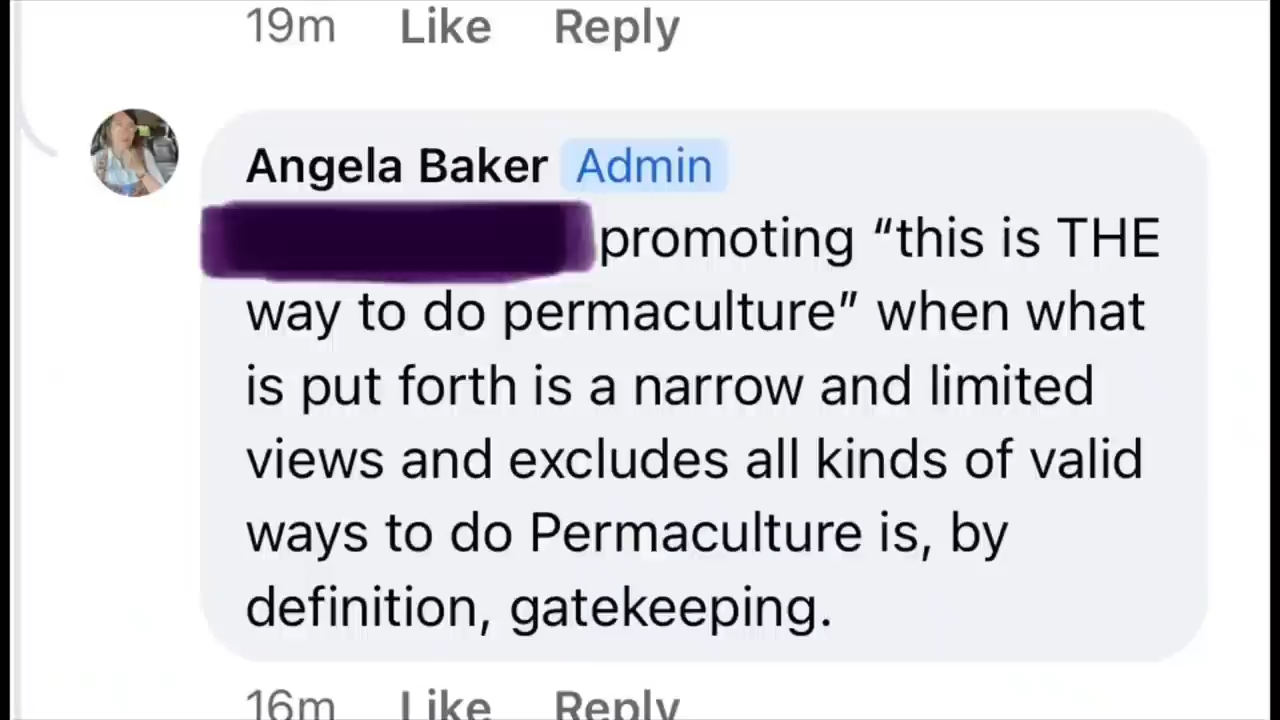 19m Like Reply
Angela Baker Admin
promoting “this is THE
way to do permaculture” when what
is put forth is a narrow and limited
views and excludes all kinds of valid
ways to do Permaculture is, by
definition, gatekeeping.
16m Like Reply